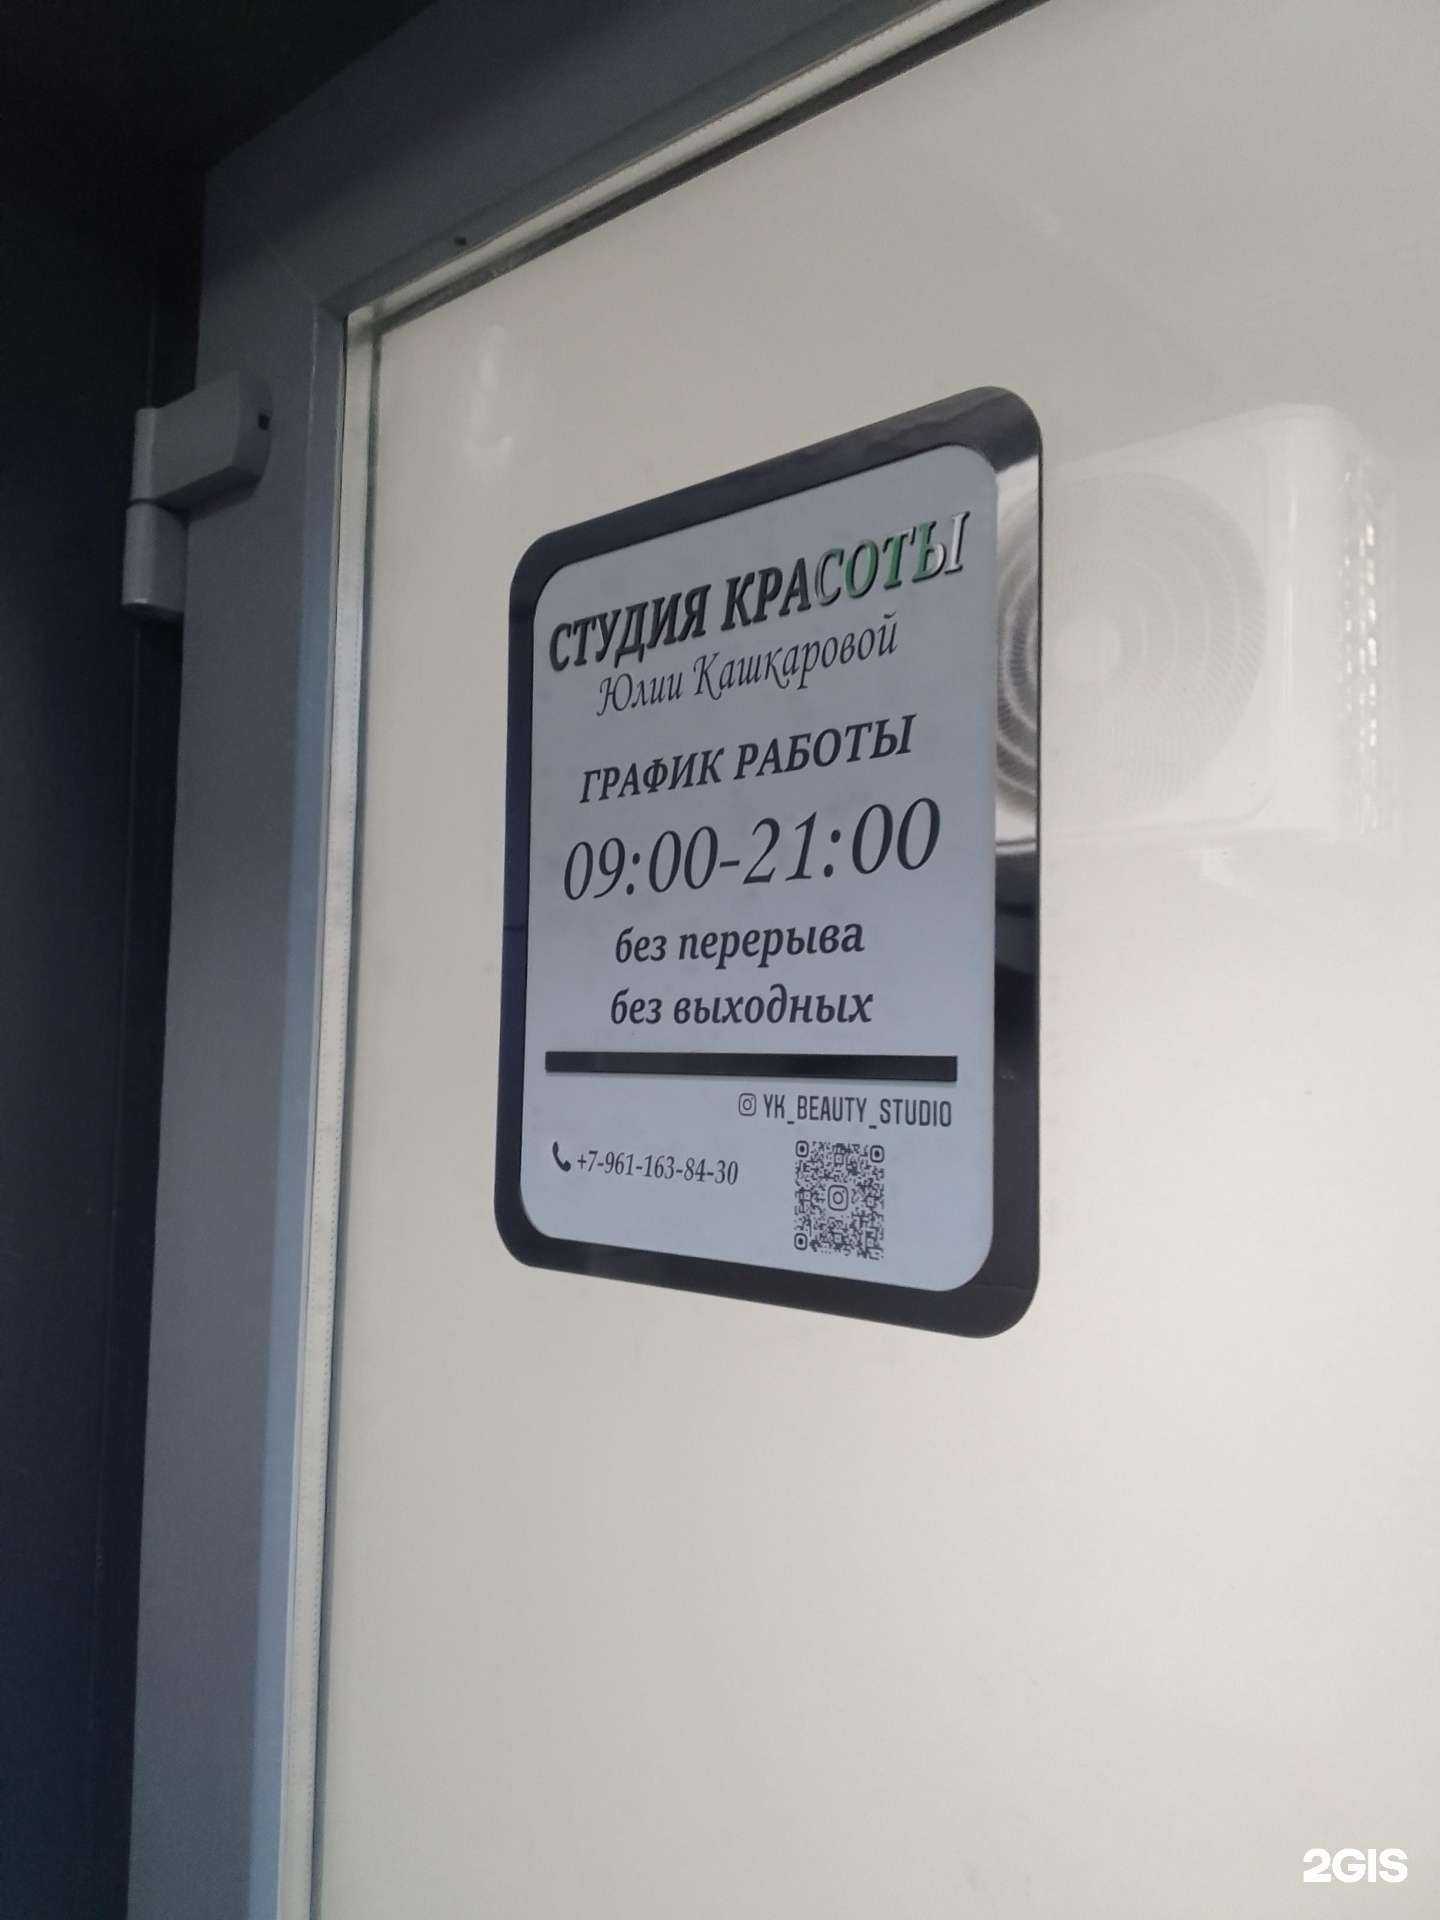 СТУДИЯ КРАСОТЫ
Юлии Кашкаровой
ГРАФИК РАБОТЫ
09:00-21:00
без перерыва
без выходных
YK_BEAUTY_STUDIO
+7-961-163-84-30
2GIS